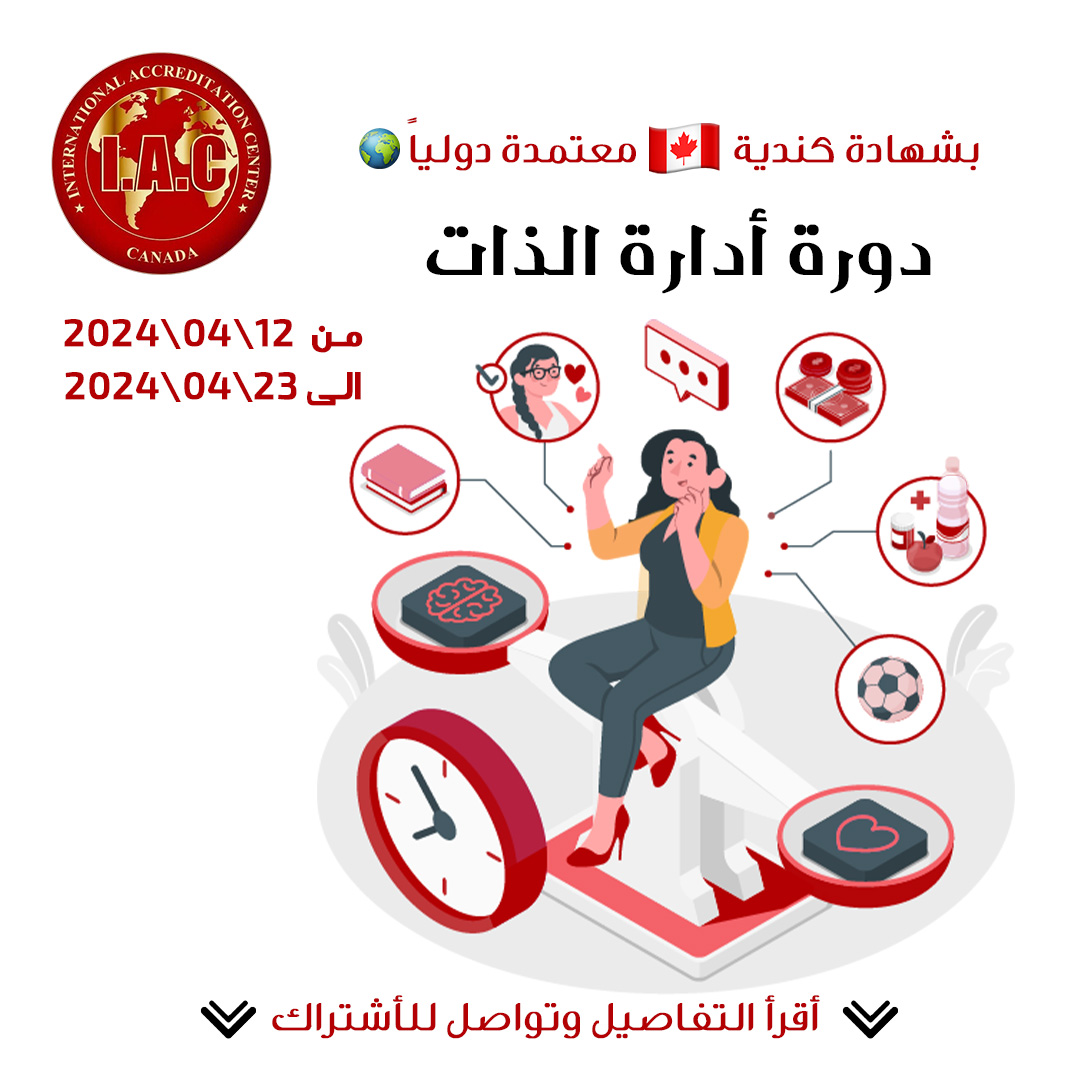 INTERNATIONAL ACCREDITATION CENTER
I.A.C
CANADA
بشهادة كندية 🇨🇦 معتمدة دولياً 🌍
دورة أدارة الذات
من 12\04\2024
الى 23\04\2024
أقرأ التفاصيل وتواصل للأشتراك